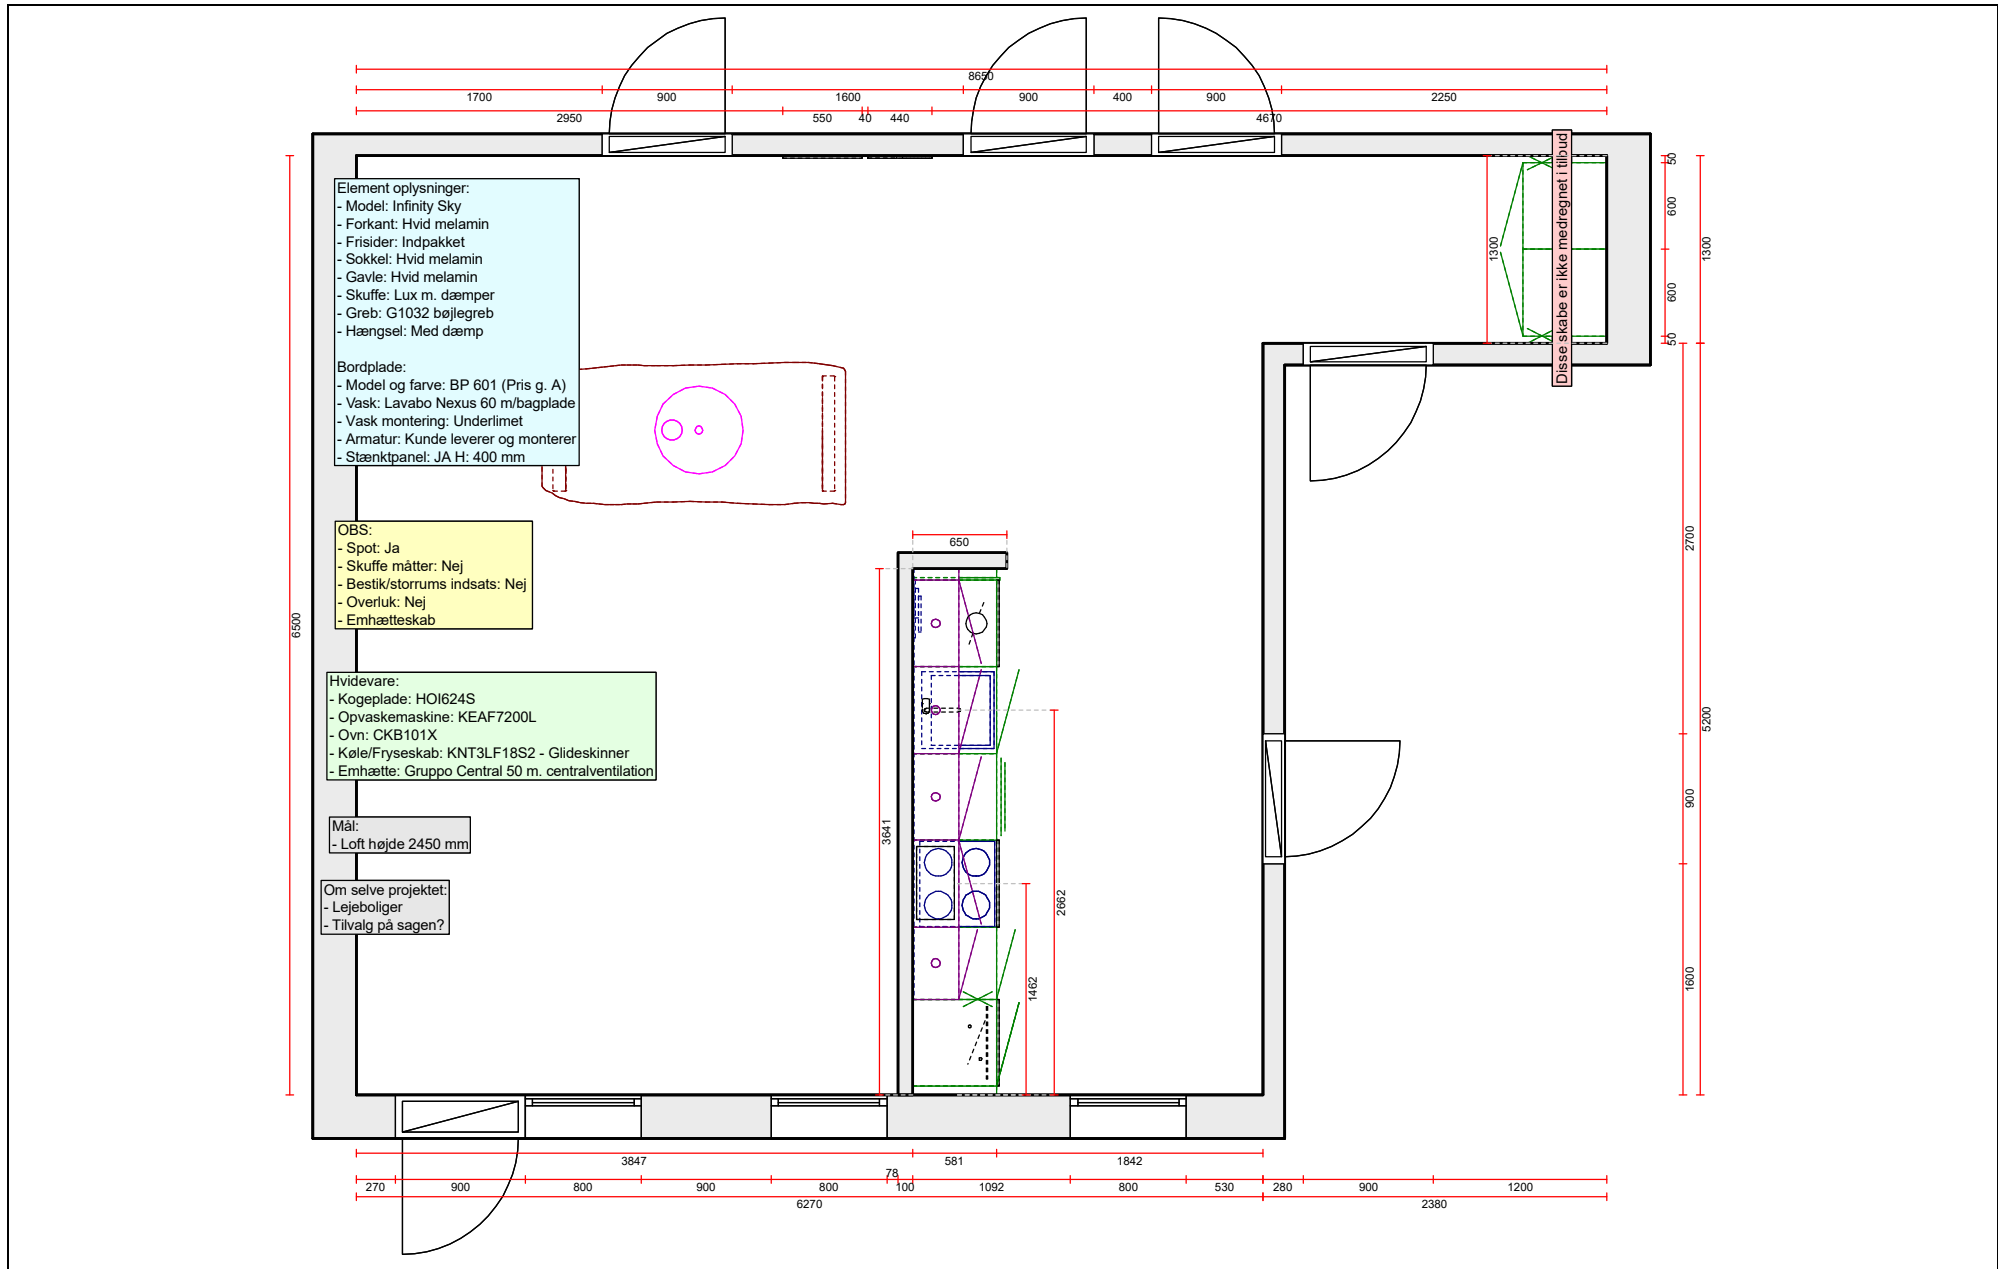 8650
1700
900
1600
900
400
900
2250
2950
550
40
440
4670
Element oplysninger:
- Model: Infinity Sky
- Forkant: Hvid melamin
- Frisider: Indpakket
- Sokkel: Hvid melamin
- Gavle: Hvid melamin
- Skuffe: Lux m. dæmper
- Greb: G1032 bøjlegreb
- Hængsel: Med dæmp
Bordplade:
- Model og farve: BP 601 (Pris g. A)
- Vask: Lavabo Nexus 60 m/bagplade
- Vask montering: Underlimet
- Armatur: Kunde leverer og monterer
- Stænktpanel: JA H: 400 mm
OBS:
- Spot: Ja
- Skuffe måtter: Nej
- Bestik/storrums indsats: Nej
- Overluk: Nej
- Emhætteskab
Hvidevare:
- Kogeplade: HOI624S
- Opvaskemaskine: KEAF7200L
- Ovn: CKB101X
- Køle/Fryseskab: KNT3LF18S2 - Glideskinner
- Emhætte: Gruppo Central 50 m. centralventilation
Mål:
- Loft højde 2450 mm
Om selve projektet:
- Lejeboliger
- Tilvalg på sagen?
6500
650
3641
2662
1462
1300
Disse skabe er ikke medregnet i tilbud
50
600
600
50
1300
2700
900
1600
5200
3847
581
1842
78
270
900
800
900
800
100
1092
800
530
280
900
1200
6270
2380